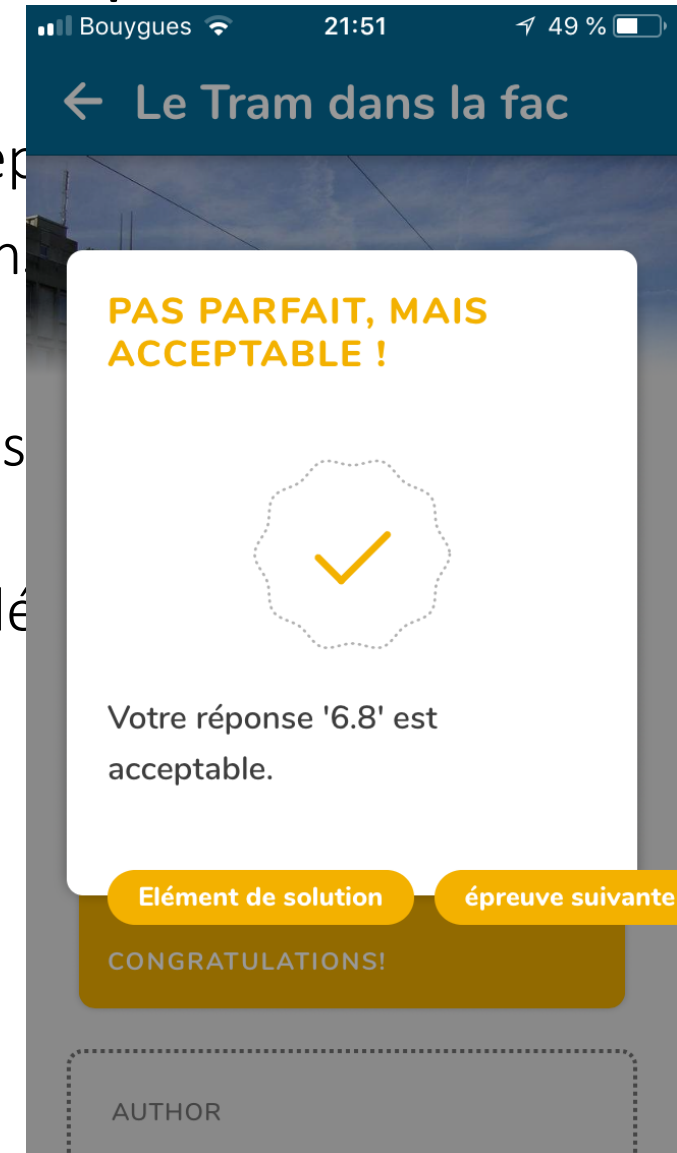 Bouygues 21:51 49 %
← Le Tram dans la fac
PAS PARFAIT, MAIS
ACCEPTABLE !
Votre réponse '6.8' est
acceptable.
Elément de solution épreuve suivante
CONGRATULATIONS!
AUTHOR